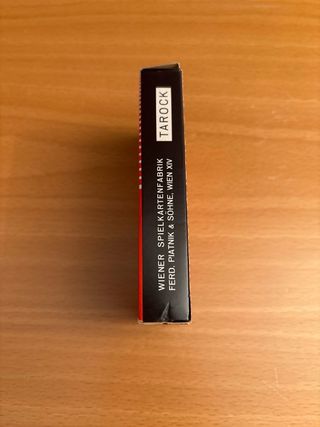 TAROCK
WIENER SPIELKARTENFABRIK
FERD. PIATNIK & SÖHNE, WIEN XIV